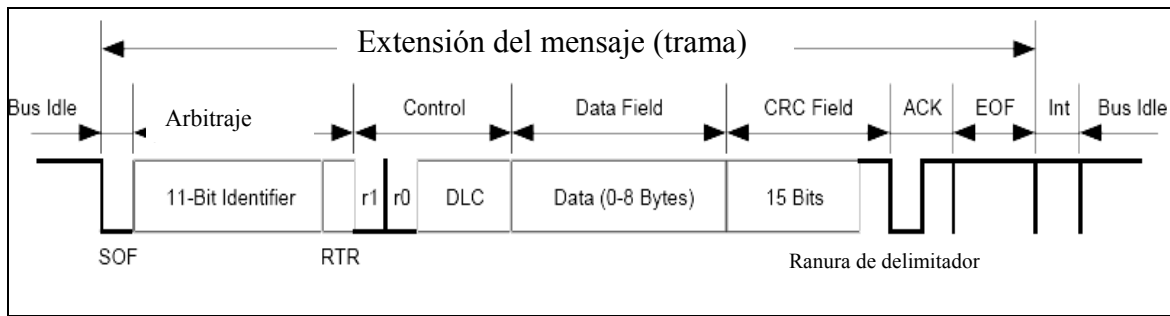 Extensión del mensaje (trama)
Bus Idle Arbitraje Control Data Field CRC Field ACK EOF Int Bus Idle
11-Bit Identifier r1 r0 DLC Data (0-8 Bytes) 15 Bits
SOF RTR Ranura de delimitador